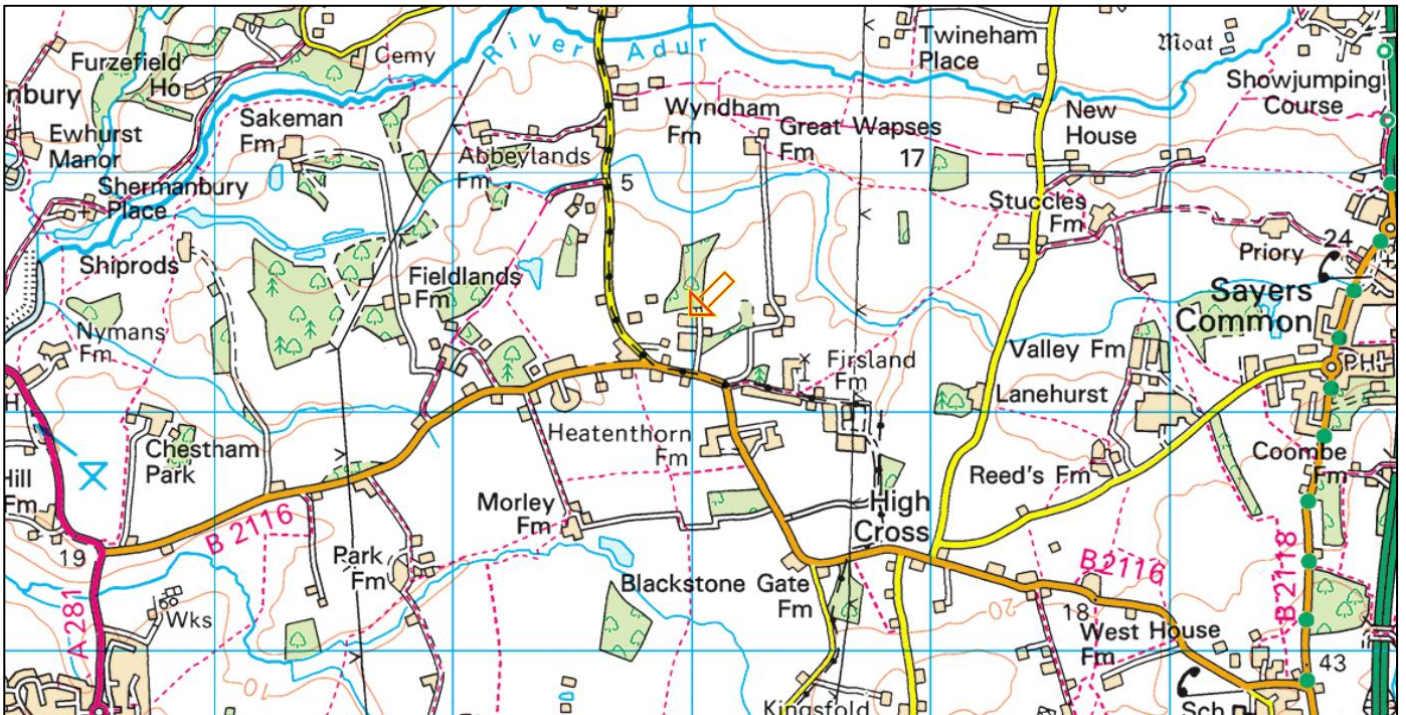 River Adur
Furzefield
Ho
Cemy
Twineham
Place
Moat
Showjumping
Course
nbury
Ewhurst
Manor
Sakeman
Fm
Wyndham
Fm
Great Wapses
Fm
17
New
House
Abbeylands
Fm
5
Shermanbury
Place
Stuccles
Fm
Priory
24
Shiprods
Fieldlands
Fm
Sayers
Common
Nymans
Fm
Firsland
Fm
Valley Fm
PH
Lanehurst
H
Chestham
Park
Heatenthorn
Fm
Coombe
Fm
Hill
Fm
Morley
Fm
Reed's Fm
High
Cross
B 2116
19
Park
Fm
Blackstone Gate
Fm
B2116
B2118
A281
Wks
20
18
West House
Fm
10
43
Kingsfold
Sch